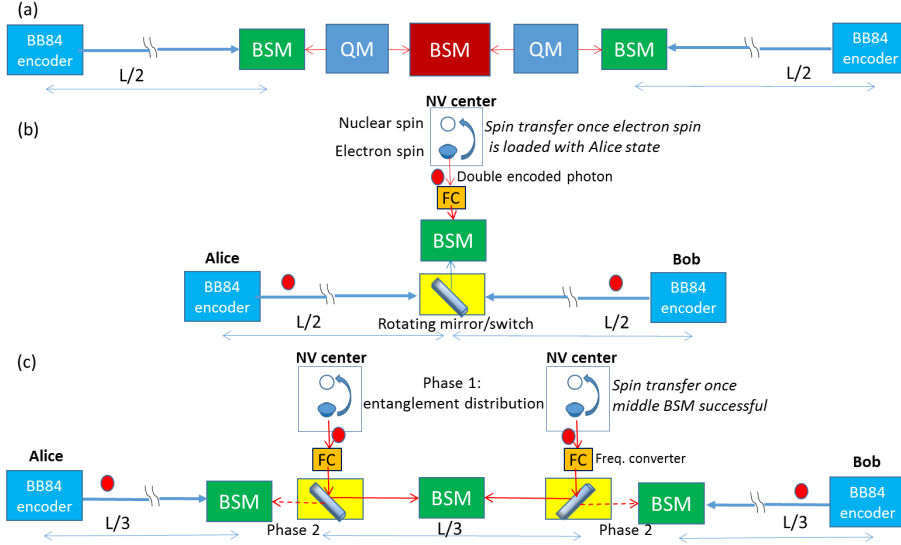 (a)
BB84
encoder
BSM
QM
BSM
QM
BSM
BB84
encoder
L/2
L/2
(b)
NV center
Nuclear spin
Electron spin
Spin transfer once electron spin
is loaded with Alice state
Double encoded photon
FC
BSM
Alice
Bob
BB84
encoder
BB84
encoder
L/2
Rotating mirror/switch
L/2
(c)
NV center
NV center
Phase 1:
entanglement distribution
Spin transfer once
middle BSM successful
Alice
FC
FC
Freq. converter
Bob
BB84
encoder
BSM
BSM
BSM
BB84
encoder
L/3
Phase 2
L/3
Phase 2
L/3